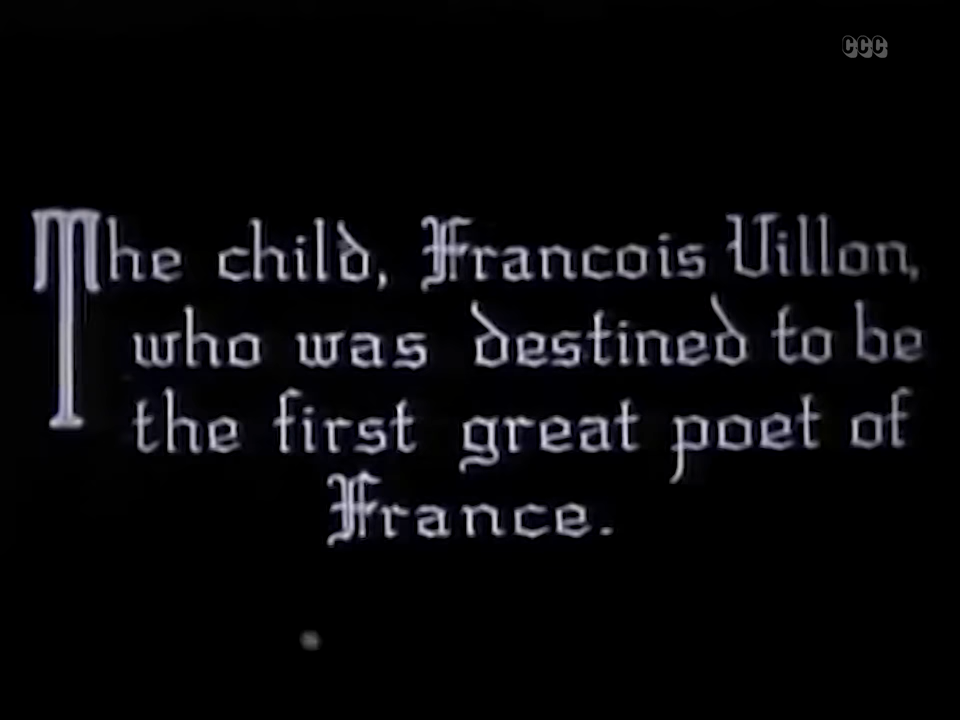 CCC
The child, Francois Villon,
who was destined to be
the first great poet of
France.